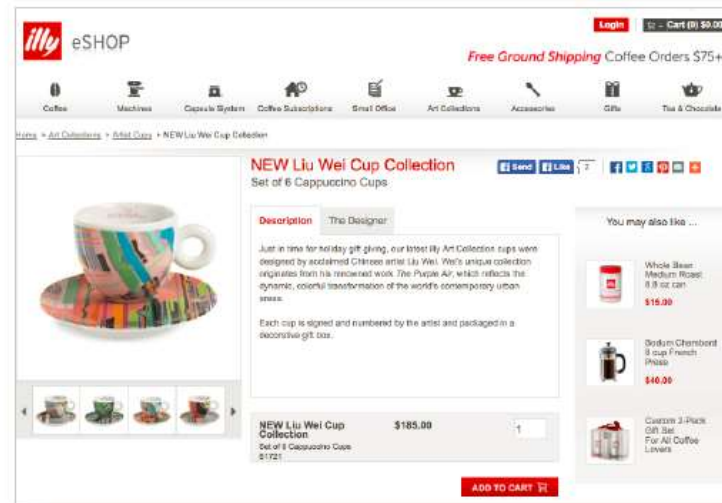 illy eSHOP
Login
Cart (0) $0.00
Free Ground Shipping Coffee Orders $75+
Coffee
Machines
Capsule System
Coffee Subscriptions
Small Office
Art Collections
Accessories
Gifts
Tea & Chocolate
Home > Art Collections > Artist Cups > NEW Liu Wei Cup Collection
NEW Liu Wei Cup Collection
Set of 6 Cappuccino Cups
Send
Like
Description
The Designer
Just in time for holiday gift giving, our latest illy Art Collection cups were
designed by acclaimed Chinese artist Liu Wei. Wei's unique collection
originates from his renowned work The Purple Air, which reflects the
dynamic, colorful transformation of the world's contemporary urban
areas.
Each cup is signed and numbered by the artist and packaged in a
decorative gift box.
NEW Liu Wei Cup
Collection
Set of 6 Cappuccino Cups
$185.00
1
ADD TO CART
You may also like ...
Whole Bean
Medium Roast
8.8 oz can
$15.00
Bodum Chambord
8 cup French
Press
$40.00
Custom 3-Pack
Gift Set
For All Coffee
Lovers